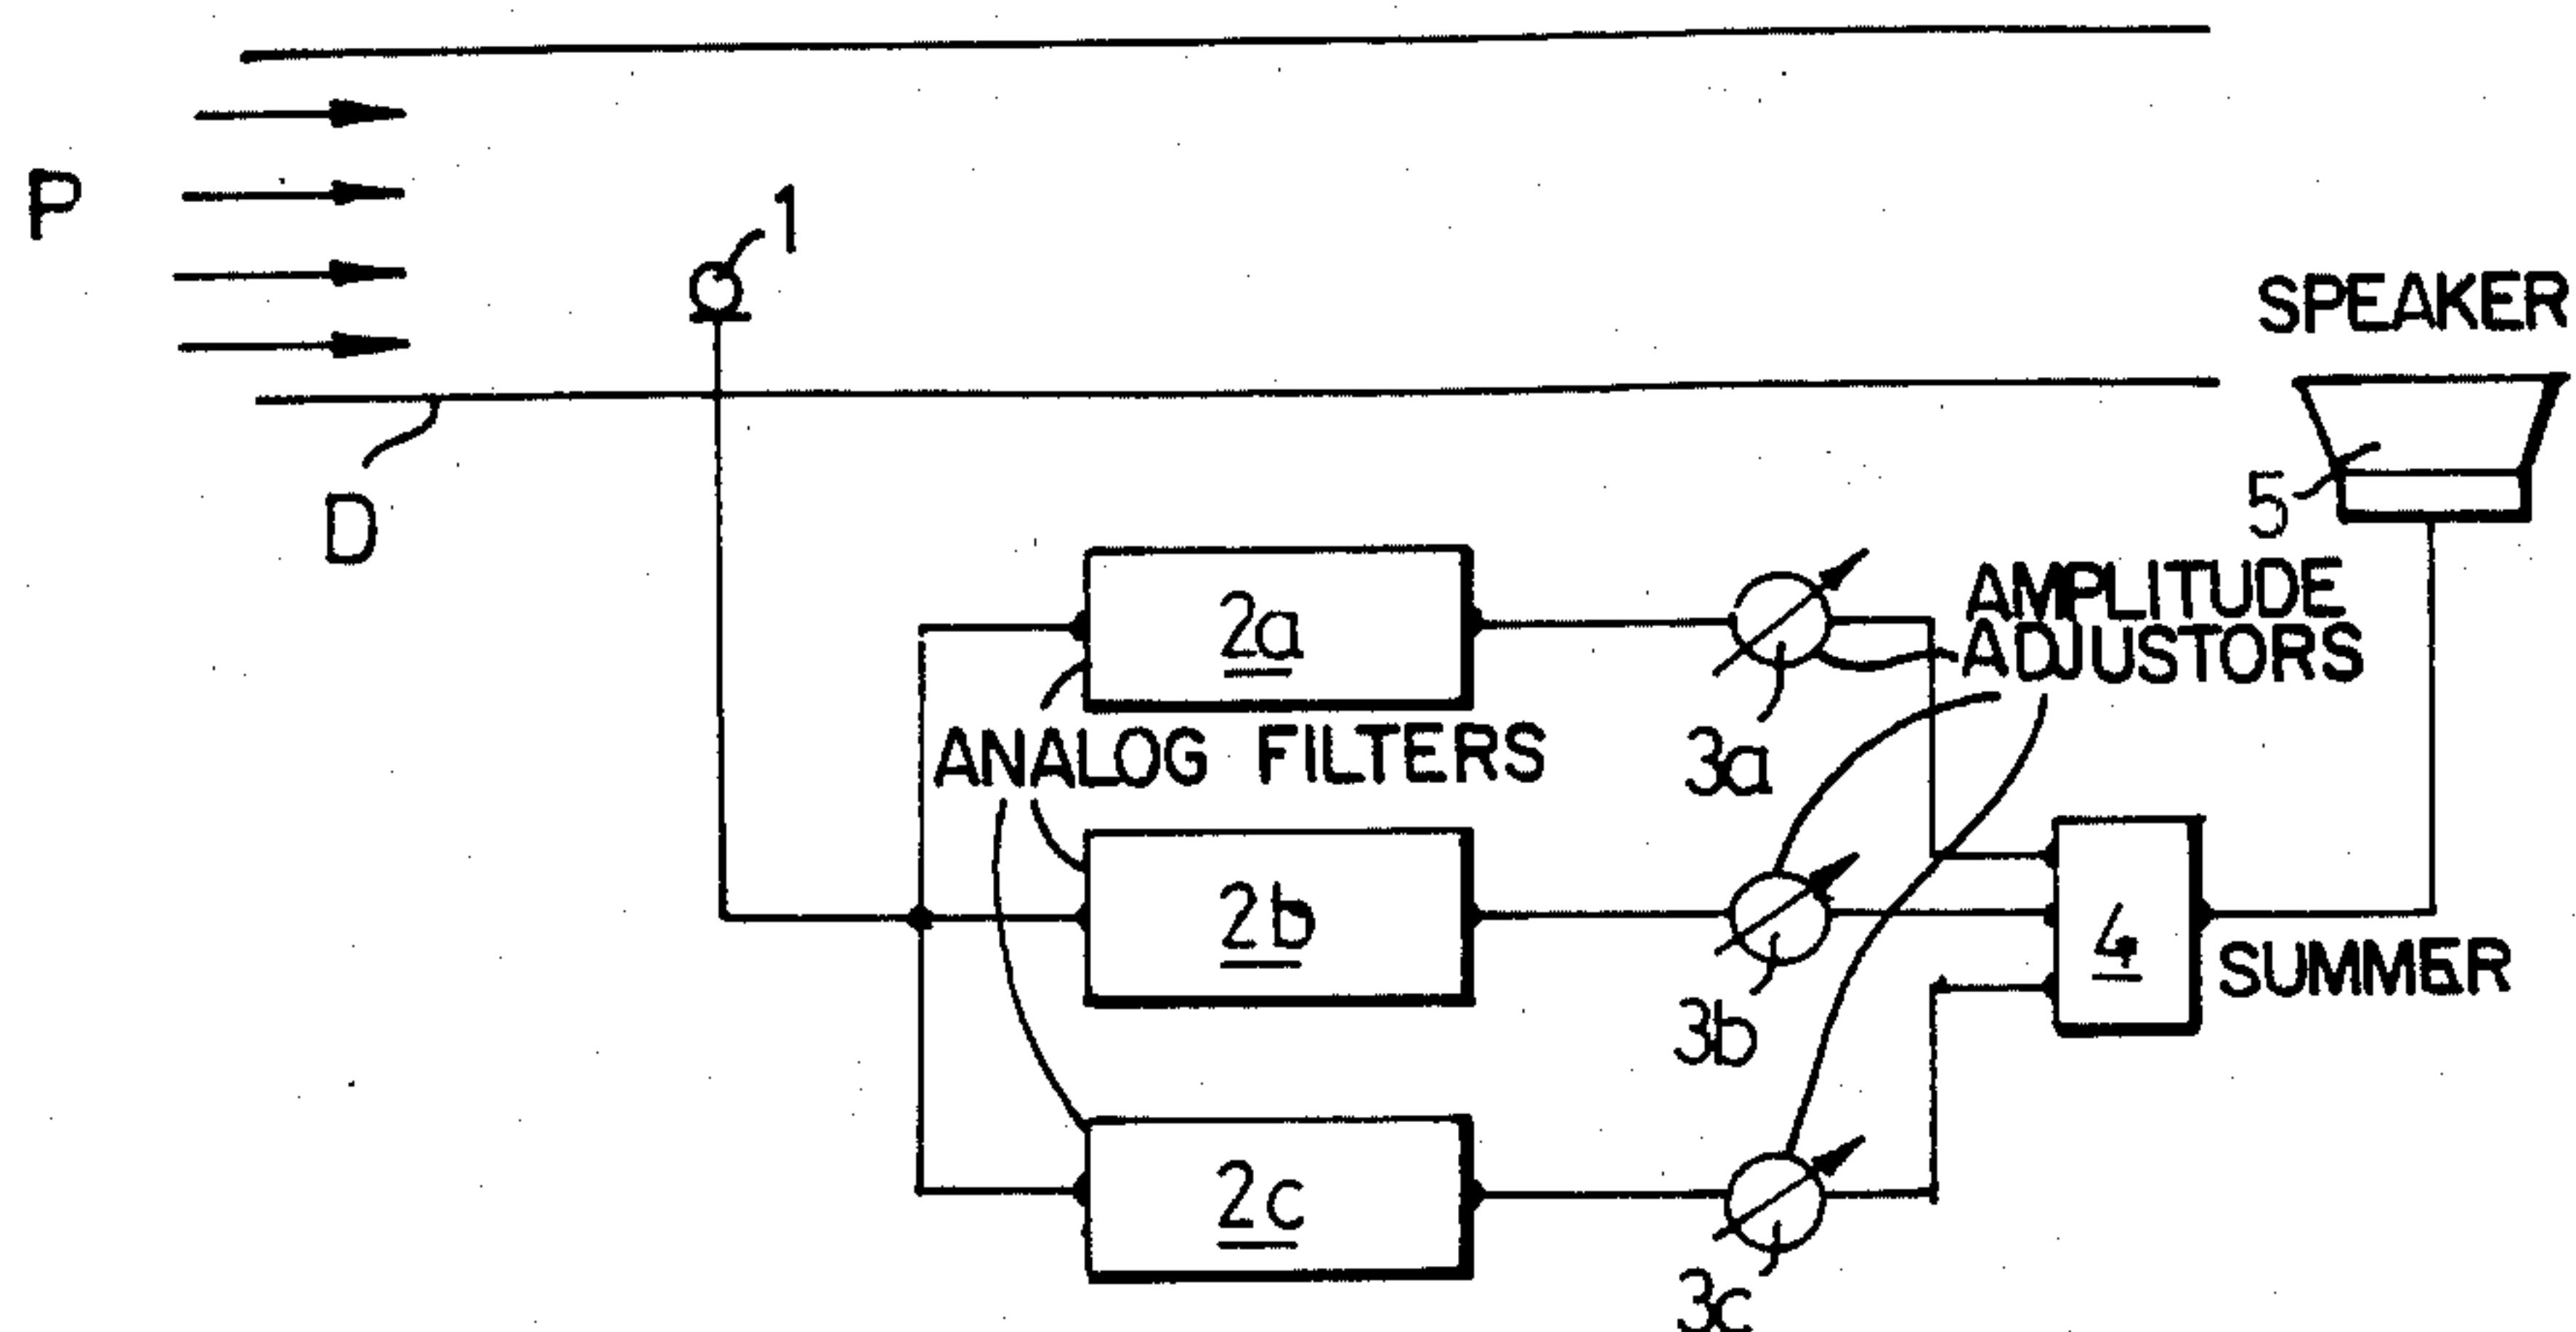 P
1
SPEAKER
D
5
2a
AMPLITUDE
ADJUSTORS
ANALOG FILTERS
3a
2b
4
SUMMER
3b
2c
3c